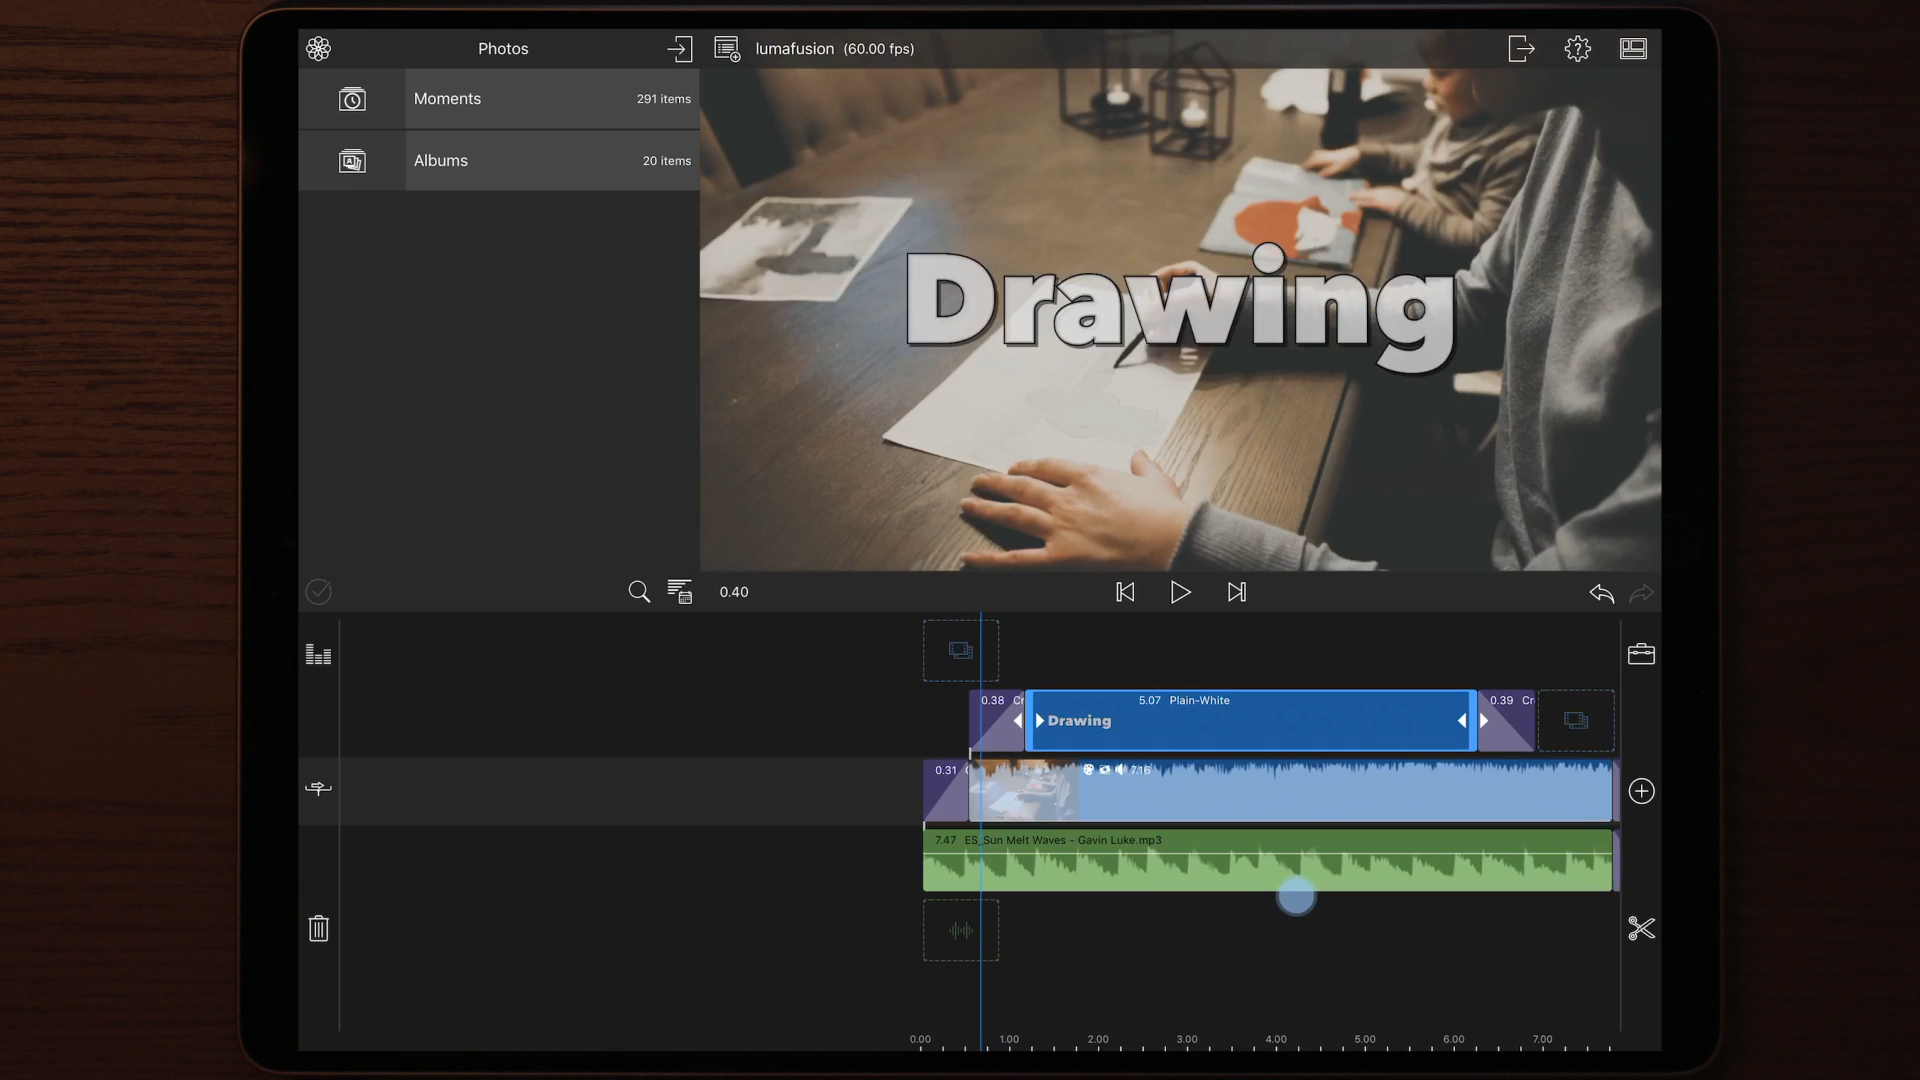 Photos
lumafusion (60.00 fps)
Moments
291 items
Albums
20 items
Drawing
0.40
0.38 Cr
5.07 Plain-White
0.39 Cr
Drawing
0.31
7.16
7.47 ES_Sun Melt Waves - Gavin Luke.mp3
0.00 1.00 2.00 3.00 4.00 5.00 6.00 7.00